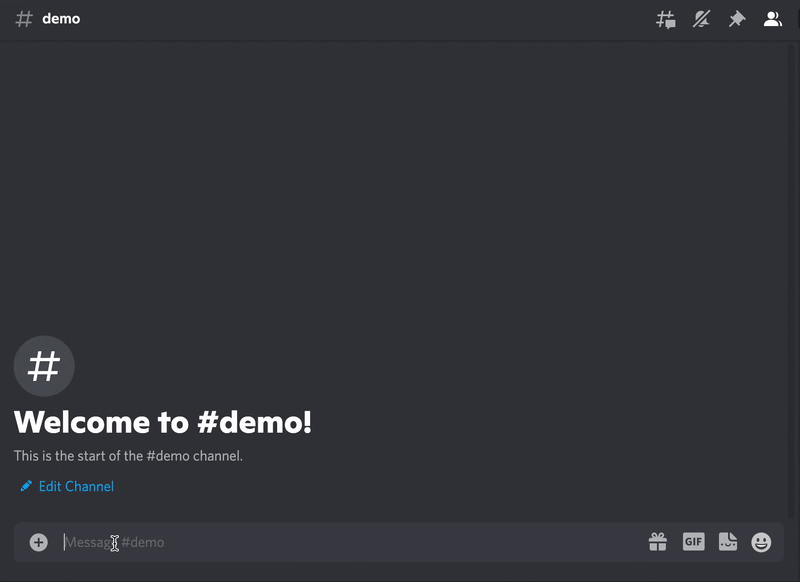 # demo
#
Welcome to #demo!
This is the start of the #demo channel.
Edit Channel
Message #demo
GIF